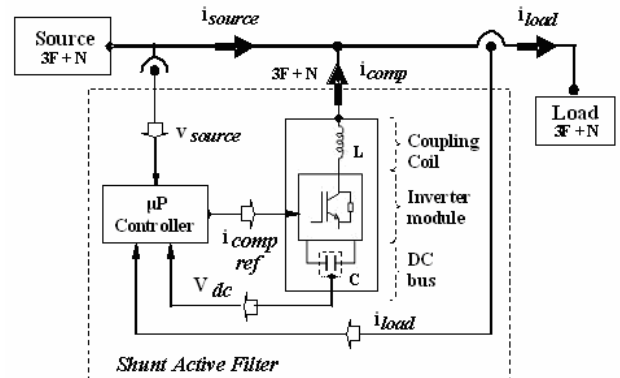 Source
3F + N
i source
i load
3F + N
i comp
Load
3F + N
v source
L
Coupling
Coil
μP
Controller
i comp
ref
Inverter
module
C
DC
bus
V dc
i load
Shunt Active Filter